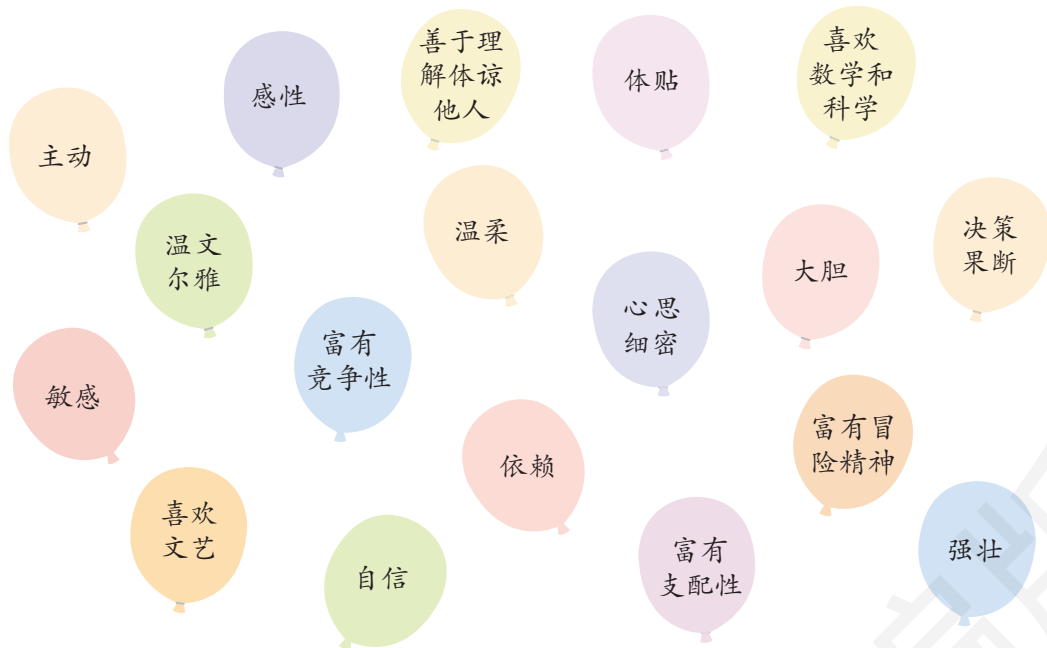 感性
善于理
解体谅
他人
体贴
喜欢
数学和
科学
主动
温文
尔雅
温柔
心思
细密
大胆
决策
果断
敏感
富有
竞争性
依赖
富有冒
险精神
喜欢
文艺
自信
富有
支配性
强壮